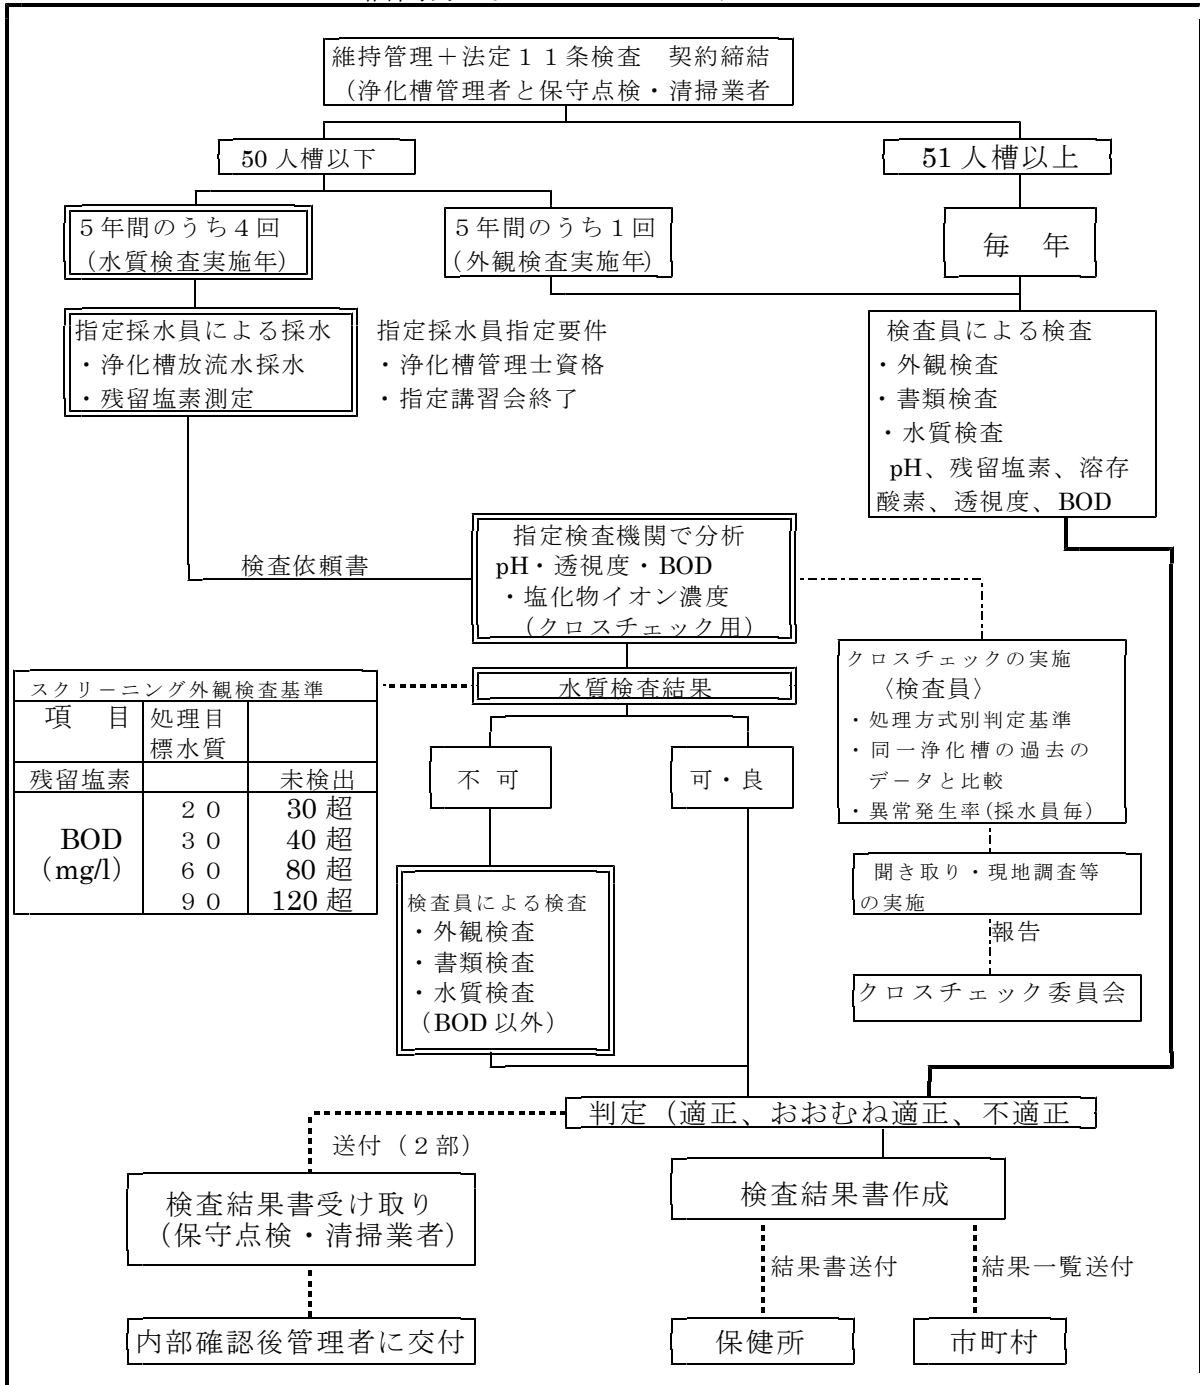 維持管理＋法定１１条検査　契約締結
（浄化槽管理者と保守点検・清掃業者
50 人槽以下
51 人槽以上
５年間のうち４回
（水質検査実施年）
５年間のうち１回
（外観検査実施年）
毎　年
指定採水員による採水
・浄化槽放流水採水
・残留塩素測定
指定採水員指定要件
・浄化槽管理士資格
・指定講習会終了
検査員による検査
・外観検査
・書類検査
・水質検査
pH、残留塩素、溶存
酸素、透視度、BOD
検査依頼書
指定検査機関で分析
pH・透視度・BOD
・塩化物イオン濃度
（クロスチェック用）
クロスチェックの実施
〈検査員〉
・処理方式別判定基準
・同一浄化槽の過去の
デ－タと比較
・異常発生率(採水員毎)
スクリ－ニング外観検査基準
項　目 処理目
標水質
残留塩素 未検出
２０ 30 超
BOD ３０ 40 超
（mg/l） ６０ 80 超
９０ 120 超
水質検査結果
不 可
可・良
聞き取り・現地調査等
の実施
報告
クロスチェック委員会
検査員による検査
・外観検査
・書類検査
・水質検査
（BOD 以外）
判定（適正、おおむね適正、不適正
送付（２部）
検査結果書受け取り
（保守点検・清掃業者）
検査結果書作成
結果書送付
結果一覧送付
内部確認後管理者に交付
保健所
市町村